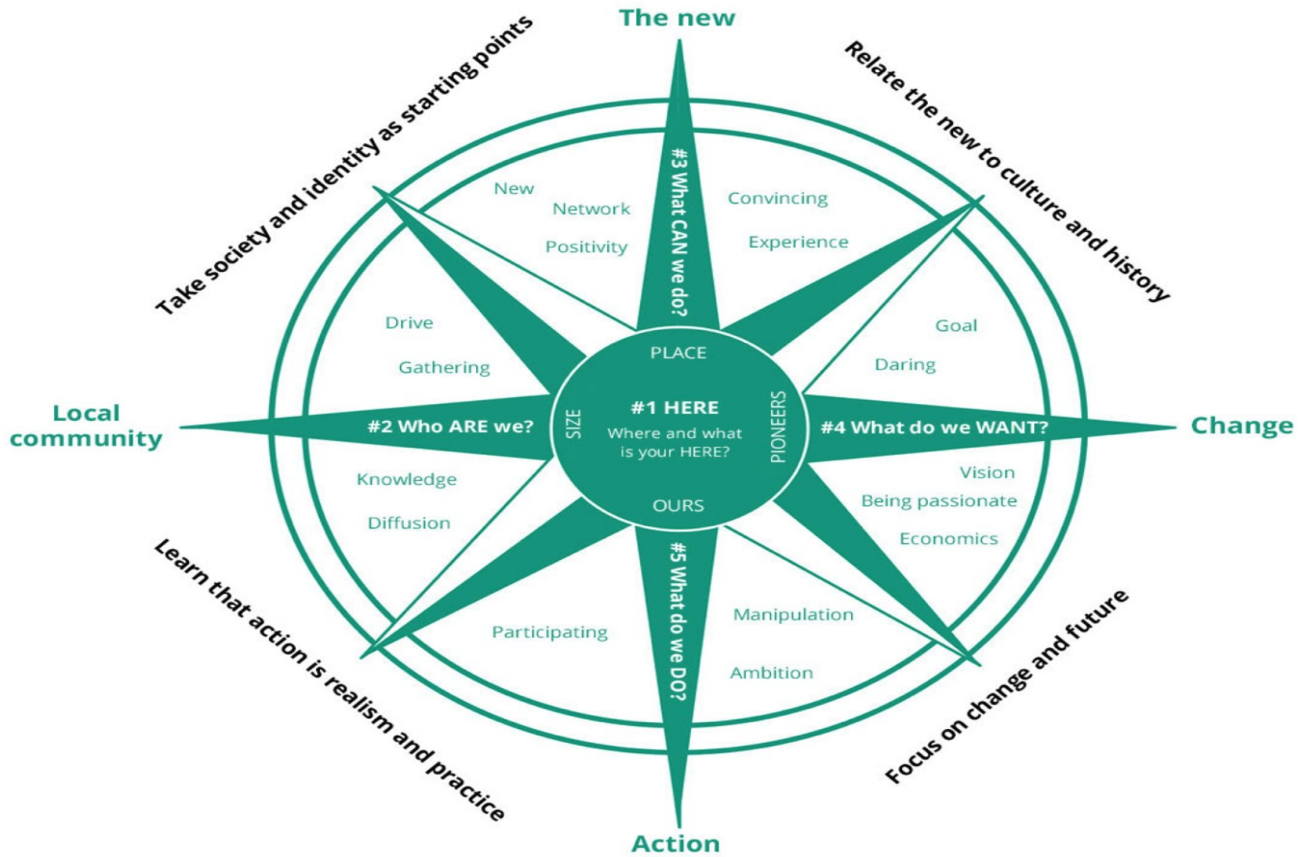 The new
Take society and identity as starting points
Relate the new to culture and history
#3 What CAN we do?
New
Network
Positivity
Convincing
Experience
Drive
Gathering
Goal
Daring
PLACE
SIZE
#1 HERE
Where and what
is your HERE?
PIONEERS
OURS
Local
community
#2 Who ARE we?
#4 What do we WANT?
Change
Knowledge
Diffusion
Vision
Being passionate
Economics
#5 What do we DO?
Participating
Manipulation
Ambition
Learn that action is realism and practice
Focus on change and future
Action